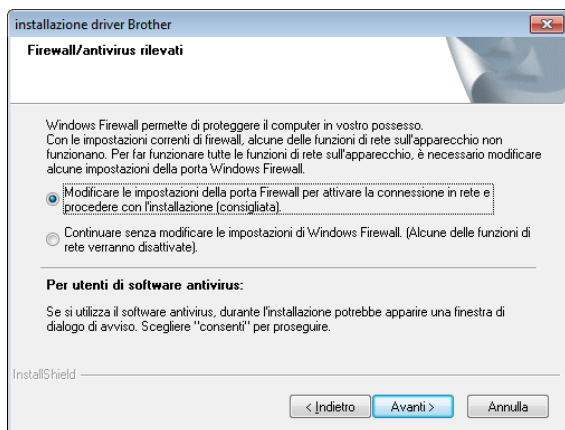 installazione driver Brother
Firewall/antivirus rilevati
Windows Firewall permette di proteggere il computer in vostro possesso.
Con le impostazioni correnti di firewall, alcune delle funzioni di rete sull'apparecchio non
funzionano. Per far funzionare tutte le funzioni di rete sull'apparecchio, è necessario modificare
alcune impostazioni della porta Windows Firewall.
Modificare le impostazioni della porta Firewall per attivare la connessione in rete e
procedere con l'installazione (consigliata).
Continuare senza modificare le impostazioni di Windows Firewall. (Alcune delle funzioni di
rete verranno disattivate).
Per utenti di software antivirus:
Se si utilizza il software antivirus, durante l'installazione potrebbe apparire una finestra di
dialogo di avviso. Scegliere "consenti" per proseguire.
InstallShield
< Indietro
Avanti >
Annulla